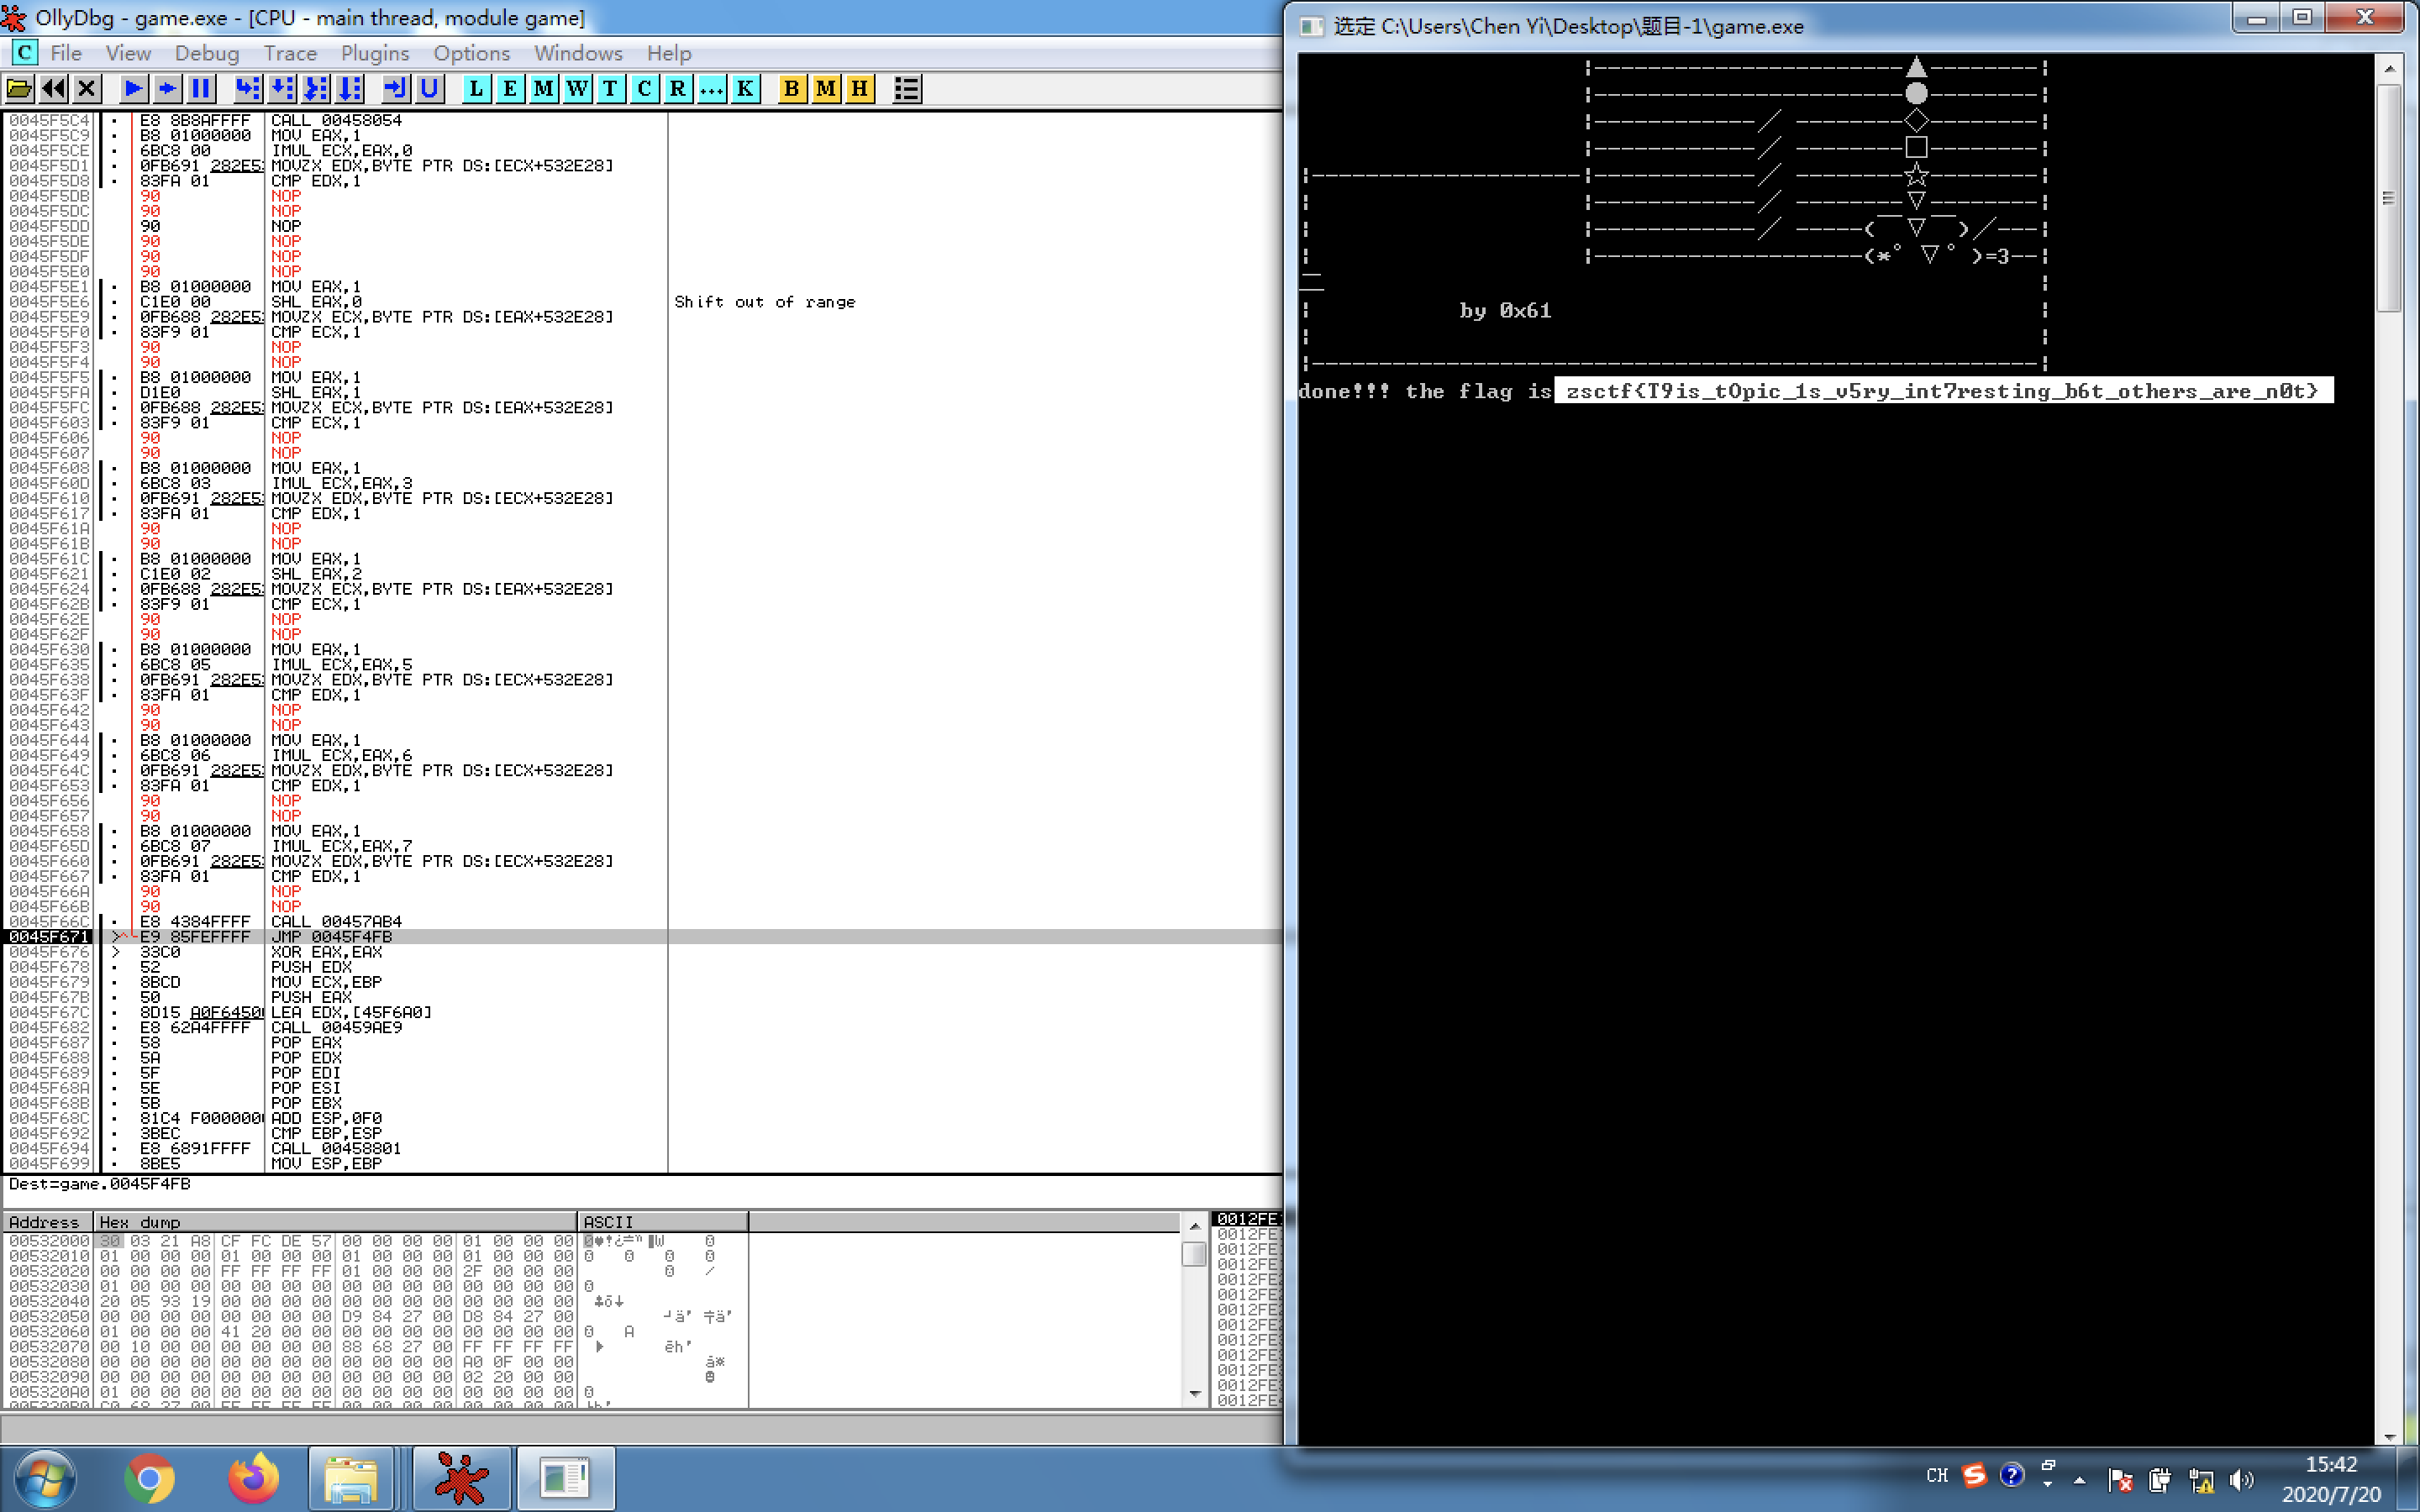 OllyDbg - game.exe - [CPU - main thread, module game]
C File View Debug Trace Plugins Options Windows Help
L E M W T C R ... K B M H
0045F5C4 E8 8B8AFFFF CALL 00458054
0045F5C9 B8 01000000 MOV EAX,1
0045F5CE 6BC8 00 IMUL ECX,EAX,0
0045F5D1 0FB691 282E5 MOVZX EDX,BYTE PTR DS:[ECX+532E28]
0045F5D8 83FA 01 CMP EDX,1
0045F5DB 90 NOP
0045F5DC 90 NOP
0045F5DD 90 NOP
0045F5DE 90 NOP
0045F5DF 90 NOP
0045F5E0 90 NOP
0045F5E1 B8 01000000 MOV EAX,1
0045F5E6 C1E0 00 SHL EAX,0 Shift out of range
0045F5E9 0FB688 282E5 MOVZX ECX,BYTE PTR DS:[EAX+532E28]
0045F5F0 83F9 01 CMP ECX,1
0045F5F3 90 NOP
0045F5F4 90 NOP
0045F5F5 B8 01000000 MOV EAX,1
0045F5FA D1E0 SHL EAX,1
0045F5FC 0FB688 282E5 MOVZX ECX,BYTE PTR DS:[EAX+532E28]
0045F603 83F9 01 CMP ECX,1
0045F606 90 NOP
0045F607 90 NOP
0045F608 B8 01000000 MOV EAX,1
0045F60D 6BC8 03 IMUL ECX,EAX,3
0045F610 0FB691 282E5 MOVZX EDX,BYTE PTR DS:[ECX+532E28]
0045F617 83FA 01 CMP EDX,1
0045F61A 90 NOP
0045F61B 90 NOP
0045F61C B8 01000000 MOV EAX,1
0045F621 C1E0 02 SHL EAX,2
0045F624 0FB688 282E5 MOVZX ECX,BYTE PTR DS:[EAX+532E28]
0045F62B 83F9 01 CMP ECX,1
0045F62E 90 NOP
0045F62F 90 NOP
0045F630 B8 01000000 MOV EAX,1
0045F635 6BC8 05 IMUL ECX,EAX,5
0045F638 0FB691 282E5 MOVZX EDX,BYTE PTR DS:[ECX+532E28]
0045F63F 83FA 01 CMP EDX,1
0045F642 90 NOP
0045F643 90 NOP
0045F644 B8 01000000 MOV EAX,1
0045F649 6BC8 06 IMUL ECX,EAX,6
0045F64C 0FB691 282E5 MOVZX EDX,BYTE PTR DS:[ECX+532E28]
0045F653 83FA 01 CMP EDX,1
0045F656 90 NOP
0045F657 90 NOP
0045F658 B8 01000000 MOV EAX,1
0045F65D 6BC8 07 IMUL ECX,EAX,7
0045F660 0FB691 282E5 MOVZX EDX,BYTE PTR DS:[ECX+532E28]
0045F667 83FA 01 CMP EDX,1
0045F66A 90 NOP
0045F66B 90 NOP
0045F66C E8 4384FFFF CALL 00457AB4
0045F671 E9 85FEFFFF JMP 0045F4FB
0045F676 33C0 XOR EAX,EAX
0045F678 52 PUSH EDX
0045F679 8BCD MOV ECX,EBP
0045F67B 50 PUSH EAX
0045F67C 8D15 A0F64500 LEA EDX,[45F6A0]
0045F682 E8 62A4FFFF CALL 00459AE9
0045F687 58 POP EAX
0045F688 5A POP EDX
0045F689 5F POP EDI
0045F68A 5E POP ESI
0045F68B 5B POP EBX
0045F68C 81C4 F0000000 ADD ESP,0F0
0045F692 3BEC CMP EBP,ESP
0045F694 E8 6891FFFF CALL 00458801
0045F699 8BE5 MOV ESP,EBP
Dest=game.0045F4FB
Address Hex dump ASCII
00532000 30 03 21 A8 CF FC DE 57 00 00 00 00 01 00 00 00
00532010 01 00 00 00 01 00 00 00 01 00 00 00 01 00 00 00
00532020 00 00 00 00 FF FF FF FF 01 00 00 00 2F 00 00 00
00532030 01 00 00 00 00 00 00 00 00 00 00 00 00 00 00 00
00532040 20 05 93 19 00 00 00 00 00 00 00 00 00 00 00 00
00532050 00 00 00 00 00 00 00 00 D9 84 27 00 D8 84 27 00
00532060 01 00 00 00 41 20 00 00 00 00 00 00 00 00 00 00
00532070 00 10 00 00 00 00 00 00 88 68 27 00 FF FF FF FF
00532080 00 00 00 00 00 00 00 00 00 00 00 00 A0 0F 00 00
00532090 00 00 00 00 00 00 00 00 00 00 00 00 02 20 00 00
005320A0 01 00 00 00 00 00 00 00 00 00 00 00 00 00 00 00
选定 C:\Users\Chen Yi\Desktop\题目-1\game.exe
(*° ▽° )=3
by 0x61
done!!! the flag is zsctf{T9is_tOpic_1s_v5ry_int7resting_b6t_others_are_n0t}
CH
15:42
2020/7/20